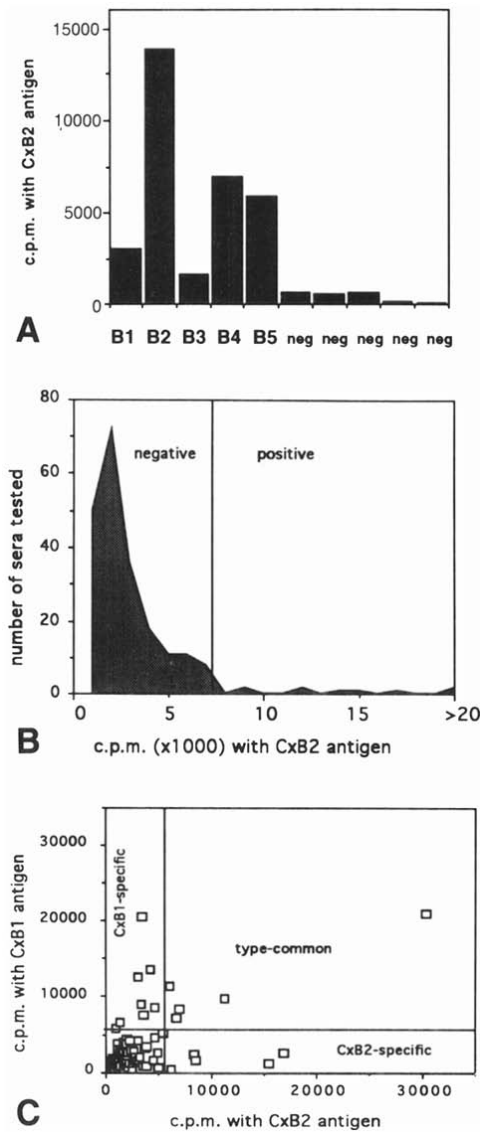 15000
10000
5000
0
c.p.m. with CxB2 antigen
B1 B2 B3 B4 B5 neg neg neg neg neg
A
80
60
40
20
0
number of sera tested
negative positive
0 5 10 15 >20
c.p.m. (x1000) with CxB2 antigen
B
30000
20000
10000
0
c.p.m. with CxB1 antigen
CxB1-specific
type-common
CxB2-specific
0 10000 20000 30000
c.p.m. with CxB2 antigen
C